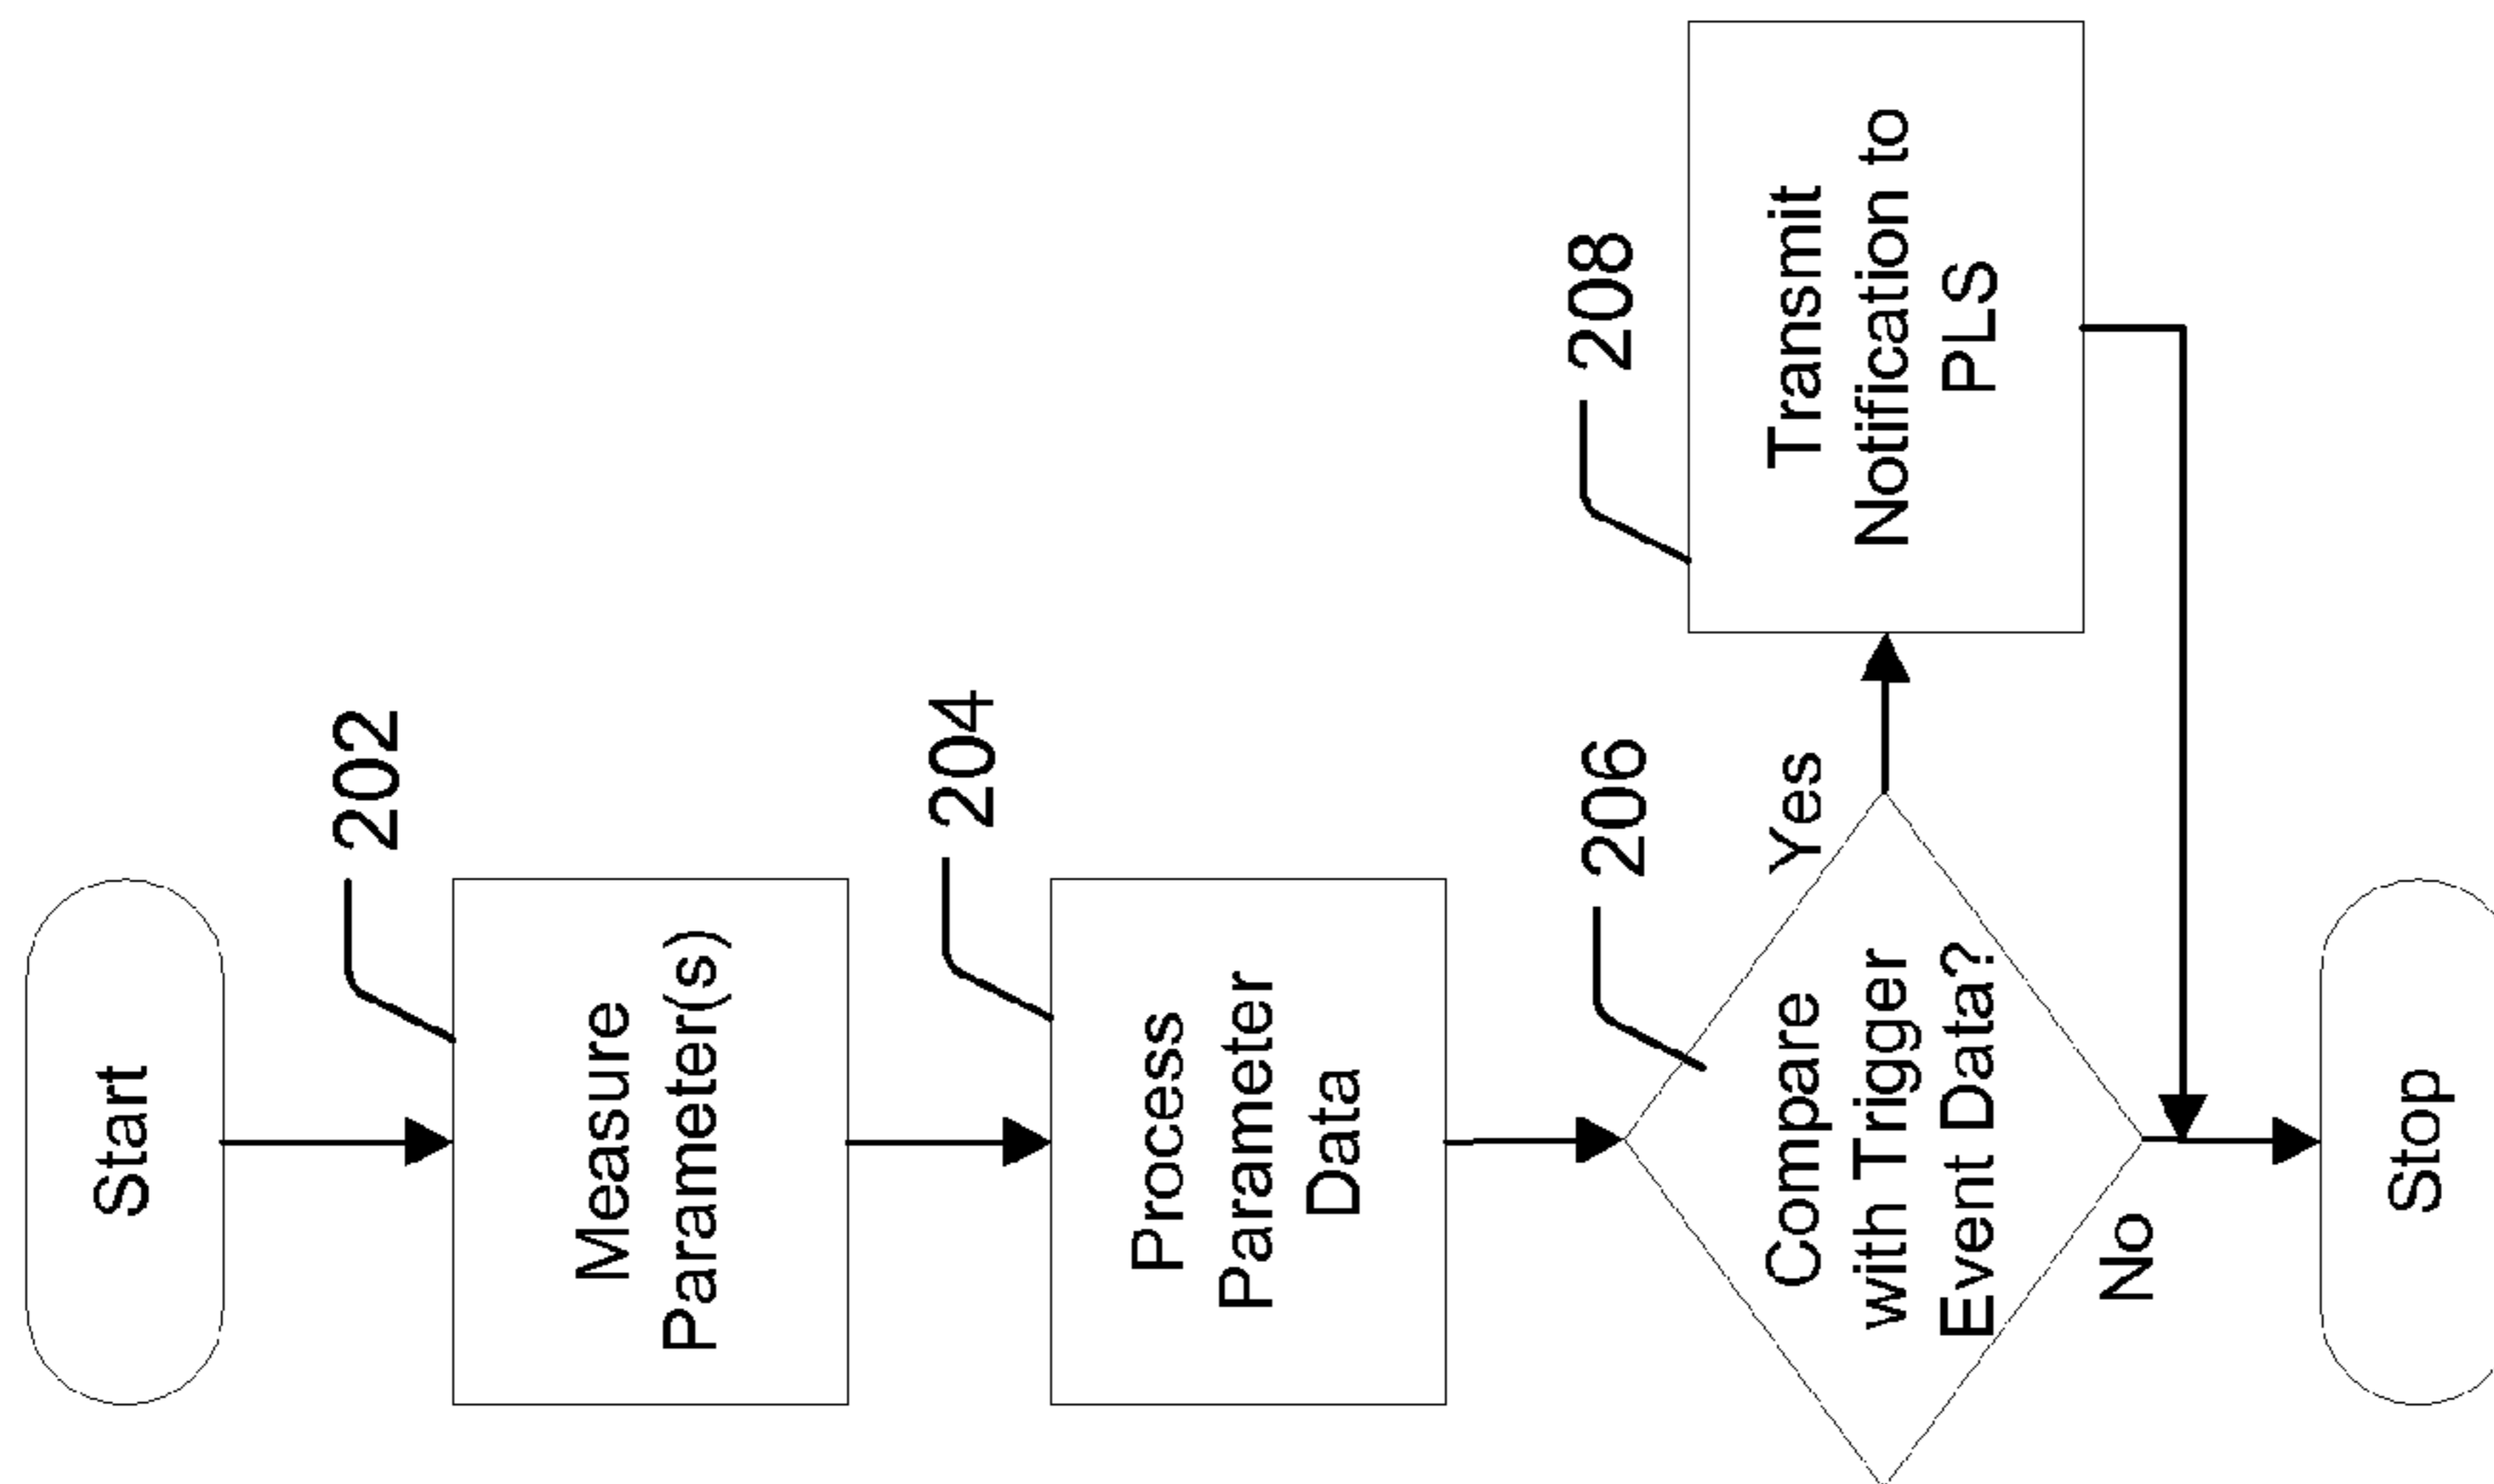 Start
202
Measure
Parameter(s)
204
Process
Parameter
Data
206
Compare
with Trigger
Event Data?
Yes
208
Transmit
Notification to
PLS
No
Stop